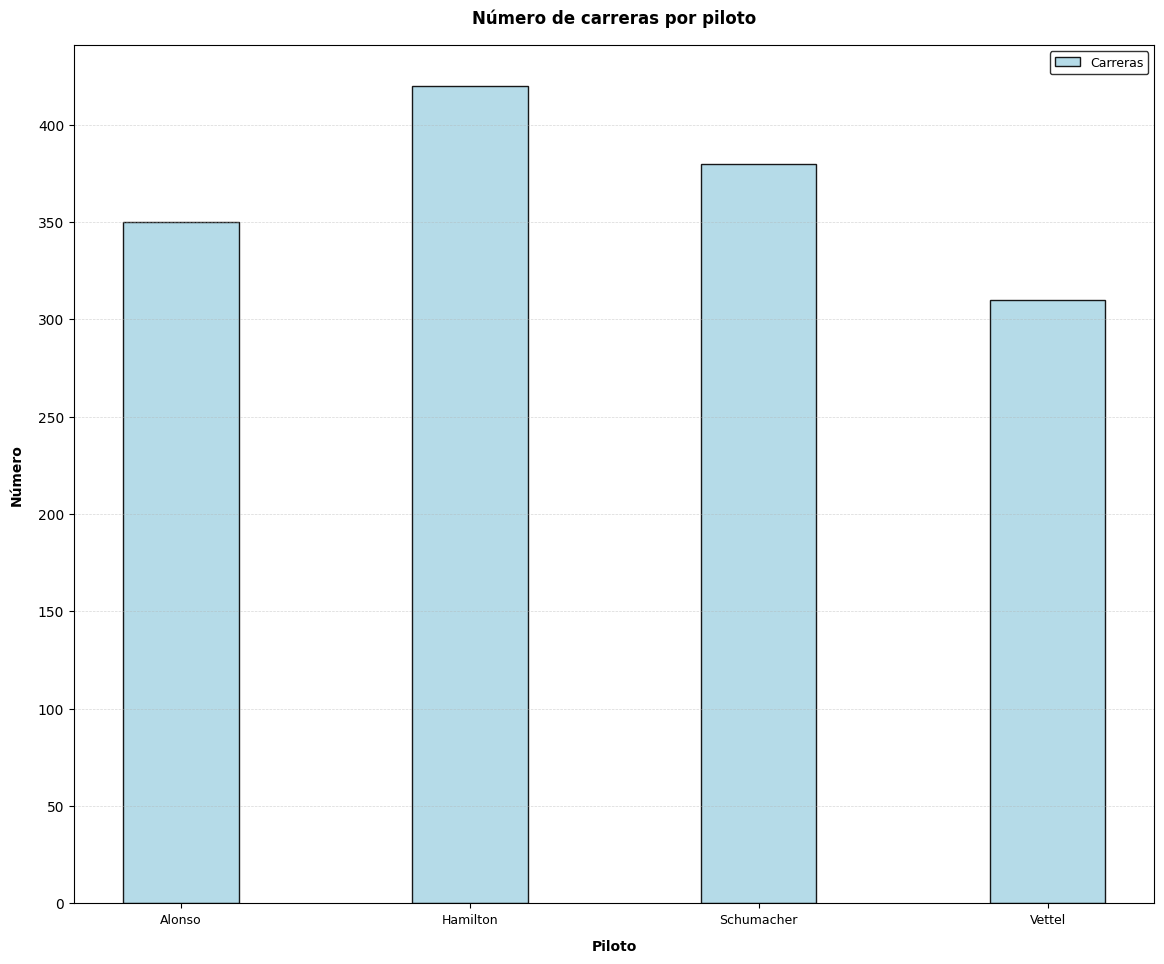 Número de carreras por piloto
Carreras
400
350
300
250
200
150
100
50
0
Número
Alonso
Hamilton
Schumacher
Vettel
Piloto